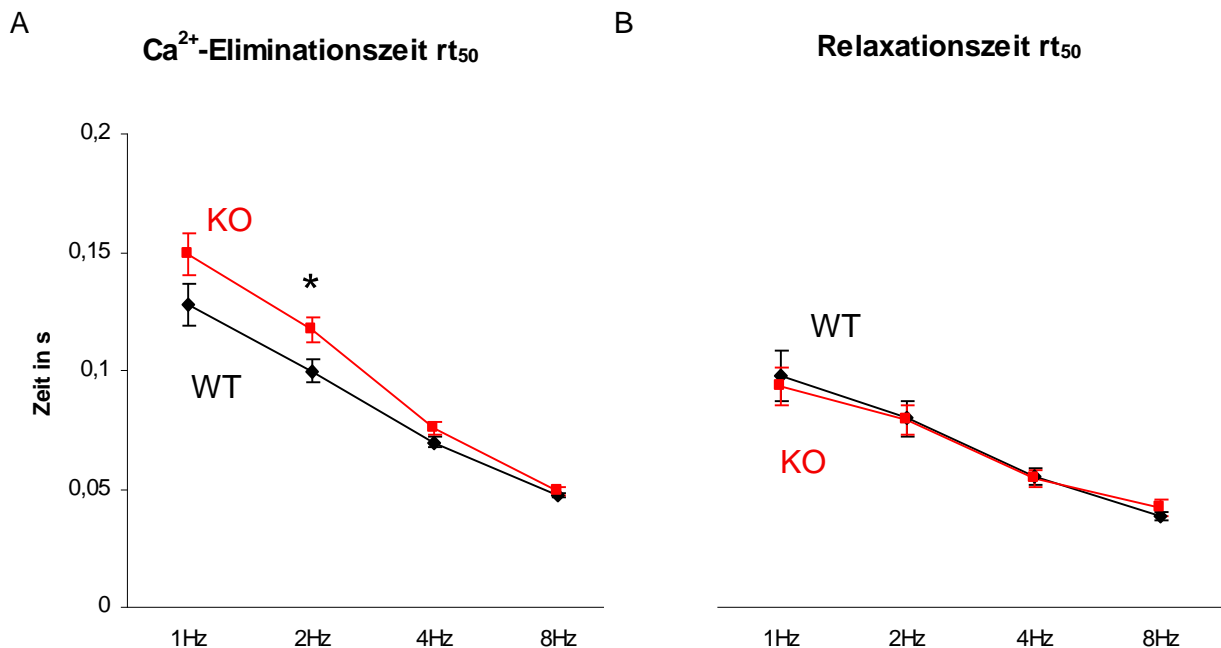 A
Ca²⁺-Eliminationszeit rt₅₀
Zeit in s
0,2
0,15
0,1
0,05
0
KO
*
WT
1Hz 2Hz 4Hz 8Hz
B
Relaxationszeit rt₅₀
WT
KO
1Hz 2Hz 4Hz 8Hz